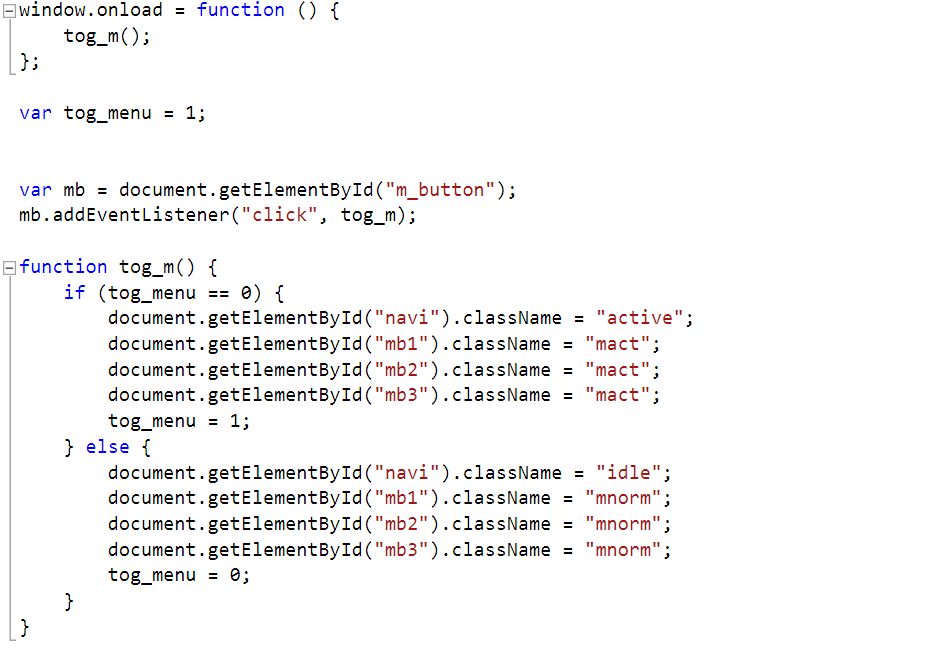 window.onload = function () {
    tog_m();
};

var tog_menu = 1;


var mb = document.getElementById("m_button");
mb.addEventListener("click", tog_m);

function tog_m() {
    if (tog_menu == 0) {
        document.getElementById("navi").className = "active";
        document.getElementById("mb1").className = "mact";
        document.getElementById("mb2").className = "mact";
        document.getElementById("mb3").className = "mact";
        tog_menu = 1;
    } else {
        document.getElementById("navi").className = "idle";
        document.getElementById("mb1").className = "mnorm";
        document.getElementById("mb2").className = "mnorm";
        document.getElementById("mb3").className = "mnorm";
        tog_menu = 0;
    }
}